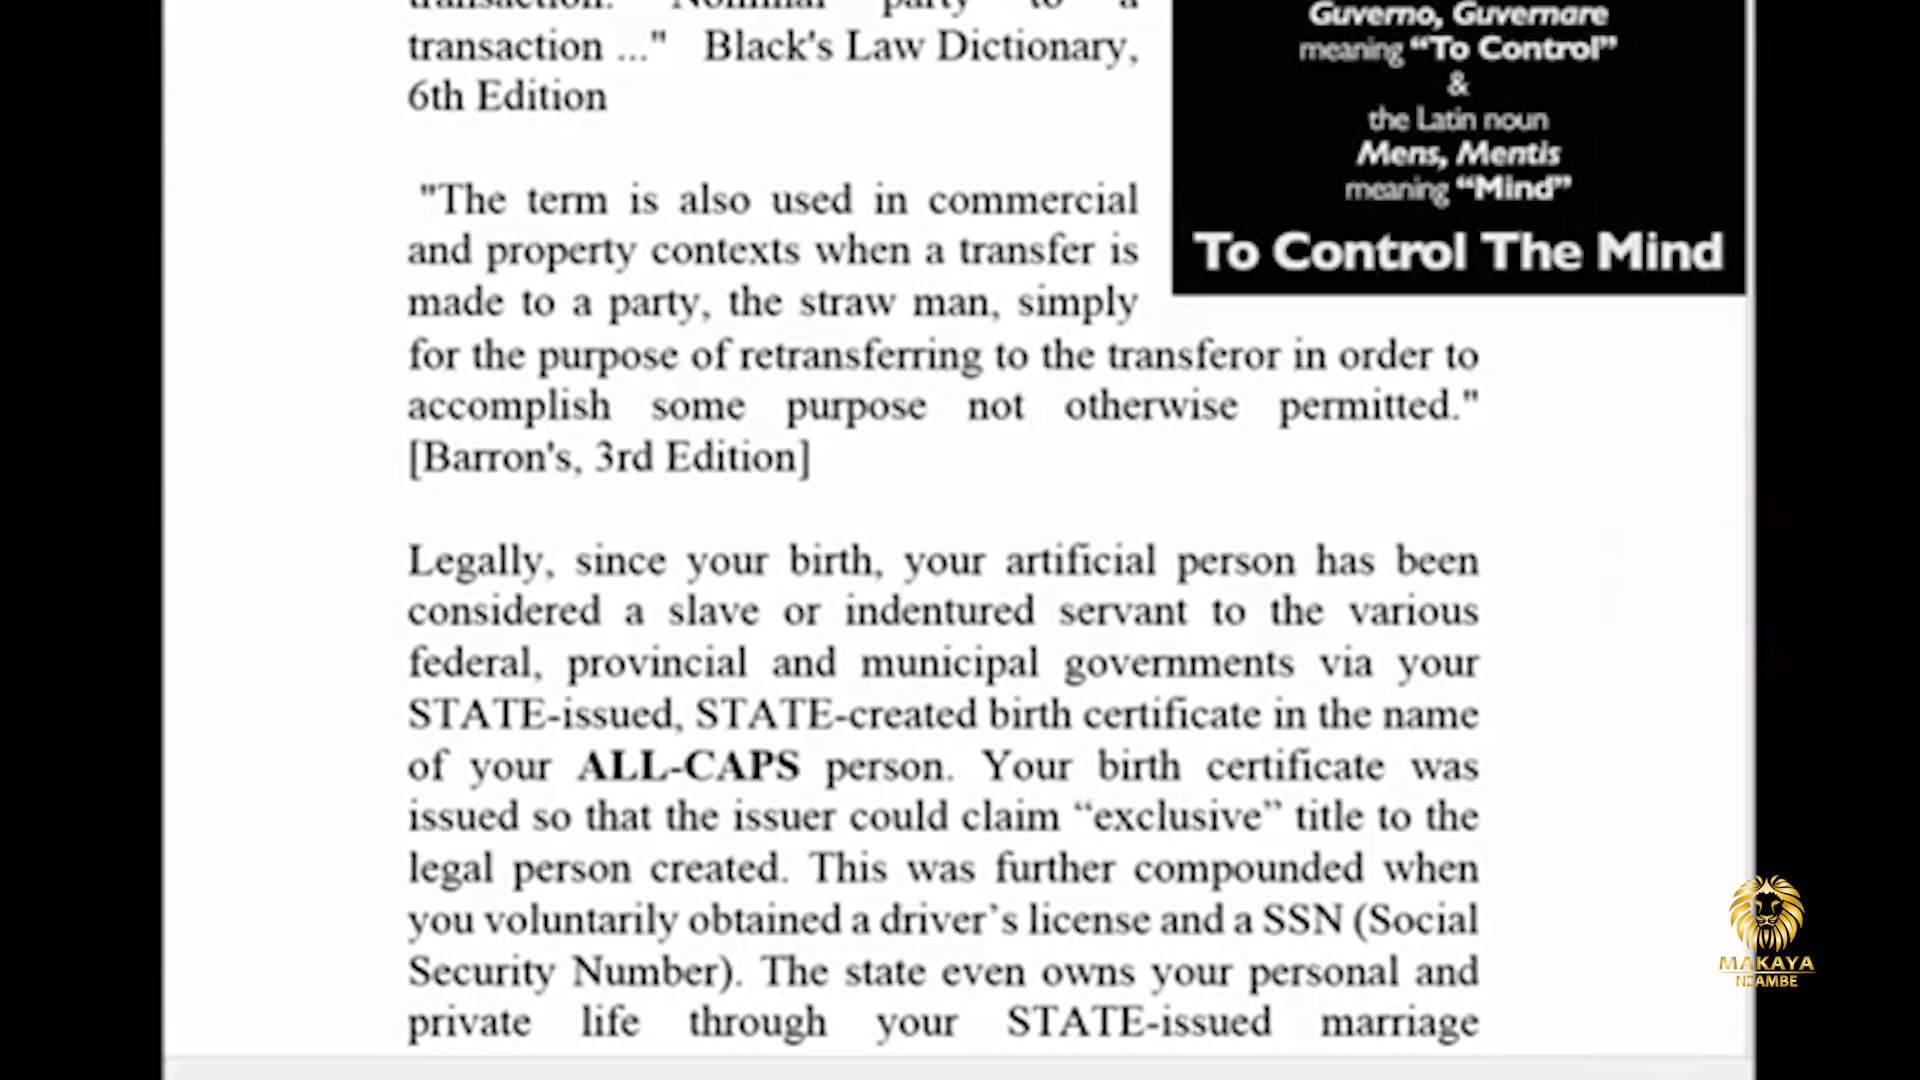 transaction. Nominal party to a
transaction ..." Black's Law Dictionary,
6th Edition
"The term is also used in commercial
and property contexts when a transfer is
made to a party, the straw man, simply
for the purpose of retransferring to the transferor in order to
accomplish some purpose not otherwise permitted."
[Barron's, 3rd Edition]
Legally, since your birth, your artificial person has been
considered a slave or indentured servant to the various
federal, provincial and municipal governments via your
STATE-issued, STATE-created birth certificate in the name
of your ALL-CAPS person. Your birth certificate was
issued so that the issuer could claim “exclusive” title to the
legal person created. This was further compounded when
you voluntarily obtained a driver’s license and a SSN (Social
Security Number). The state even owns your personal and
private life through your STATE-issued marriage
Guverno, Guvernare
meaning “To Control”
&
the Latin noun
Mens, Mentis
meaning “Mind”
To Control The Mind
MAKAYA
NZAMBE